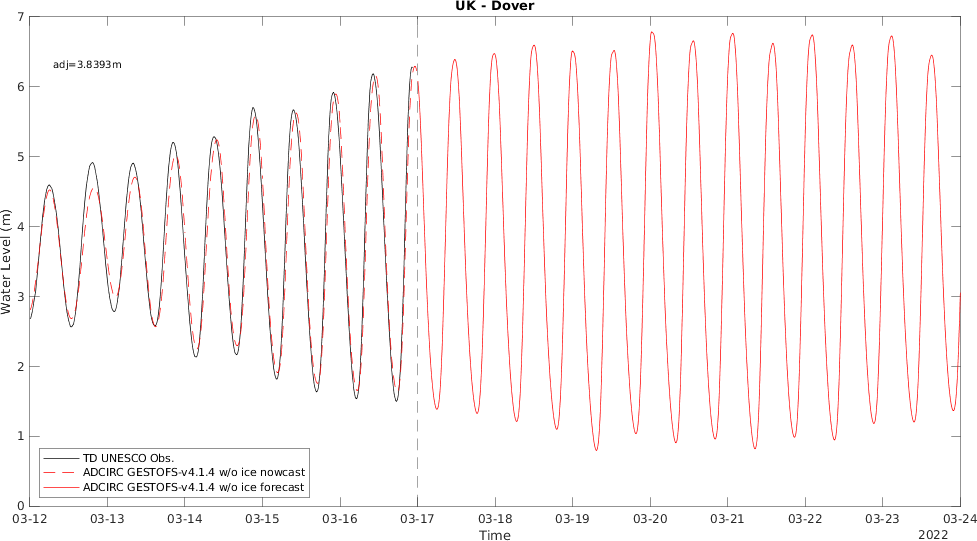 UK - Dover
adj=3.8393m
7
6
5
4
3
2
1
0
Water Level (m)
TD UNESCO Obs.
ADCIRC GESTOFS-v4.1.4 w/o ice nowcast
ADCIRC GESTOFS-v4.1.4 w/o ice forecast
03-12 03-13 03-14 03-15 03-16 03-17 03-18 03-19 03-20 03-21 03-22 03-23 03-24
Time
2022